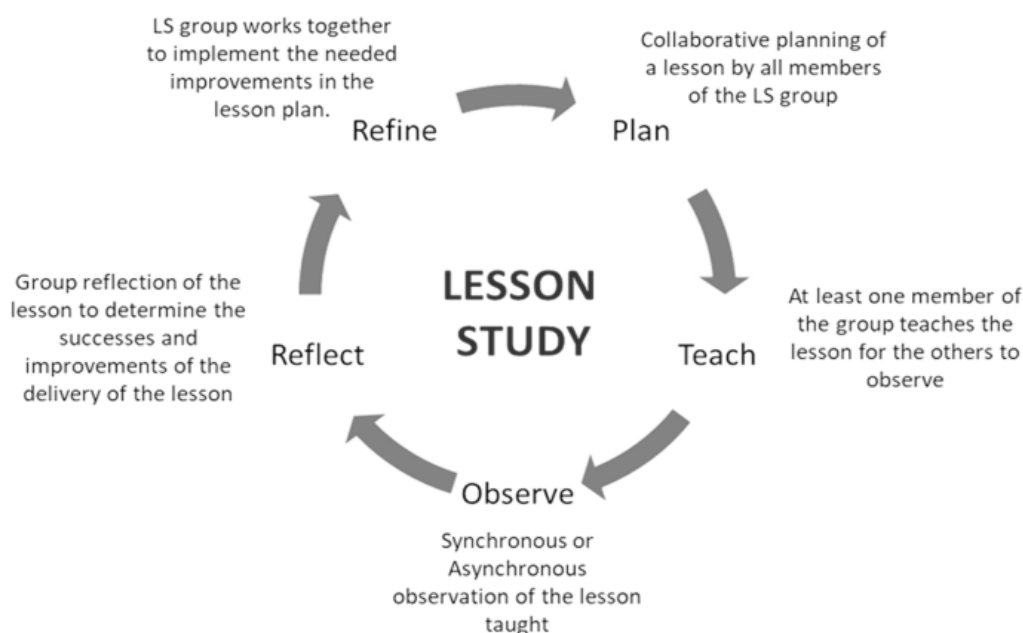 LS group works together
to implement the needed
improvements in the
lesson plan.
Refine
Collaborative planning of
a lesson by all members
of the LS group
Plan
LESSON
STUDY
At least one member of
the group teaches the
lesson for the others to
observe
Teach
Observe
Synchronous or
Asynchronous
observation of the lesson
taught
Group reflection of the
lesson to determine the
successes and
improvements of the
delivery of the lesson
Reflect